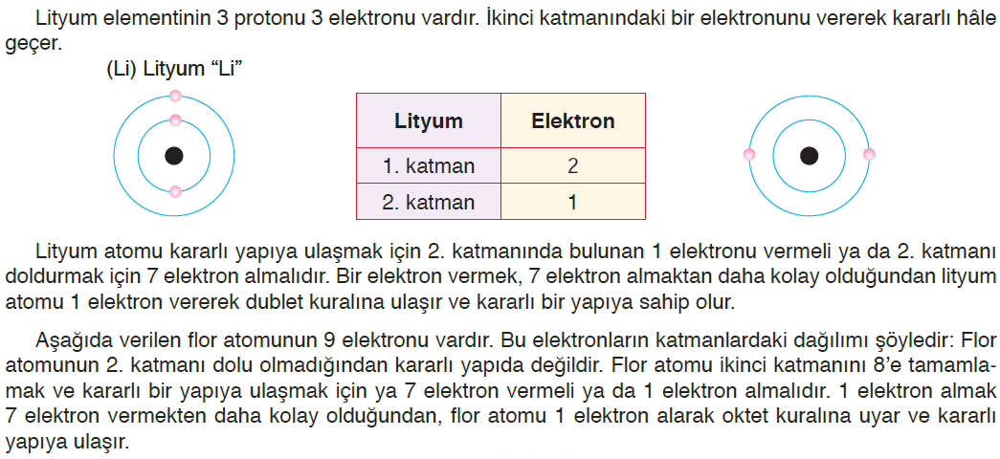 Lityum elementinin 3 protonu 3 elektronu vardır. İkinci katmanındaki bir elektronunu vererek kararlı hâle
geçer.
(Li) Lityum “Li”
Lityum Elektron
1. katman 2
2. katman 1
Lityum atomu kararlı yapıya ulaşmak için 2. katmanında bulunan 1 elektronu vermeli ya da 2. katmanı
doldurmak için 7 elektron almalıdır. Bir elektron vermek, 7 elektron almaktan daha kolay olduğundan lityum
atomu 1 elektron vererek dublet kuralına ulaşır ve kararlı bir yapıya sahip olur.
Aşağıda verilen flor atomunun 9 elektronu vardır. Bu elektronların katmanlardaki dağılımı şöyledir: Flor
atomunun 2. katmanı dolu olmadığından kararlı yapıda değildir. Flor atomu ikinci katmanını 8’e tamamla-
mak ve kararlı bir yapıya ulaşmak için ya 7 elektron vermeli ya da 1 elektron almalıdır. 1 elektron almak
7 elektron vermekten daha kolay olduğundan, flor atomu 1 elektron alarak oktet kuralına uyar ve kararlı
yapıya ulaşır.